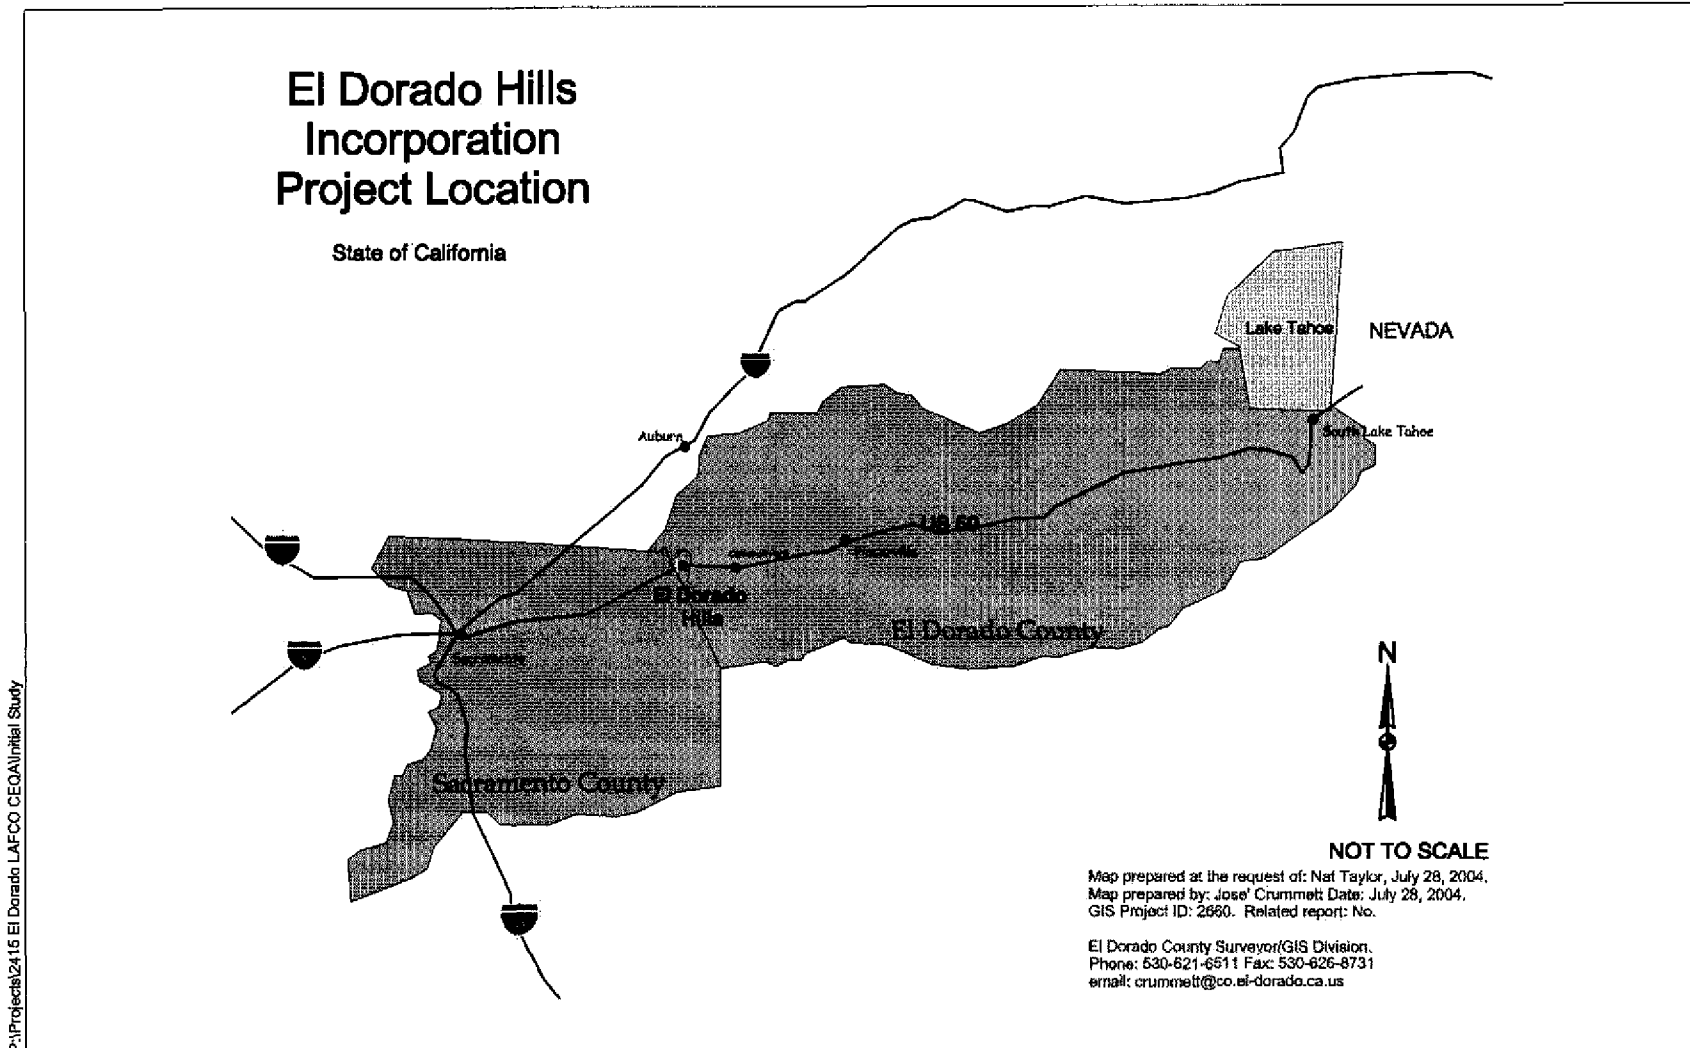 El Dorado Hills
Incorporation
Project Location
State of California
Lake Tahoe
NEVADA
Auburn
South Lake Tahoe
US 50
Placerville
El Dorado
Hills
El Dorado County
Sacramento
Sacramento County
N
NOT TO SCALE
Map prepared at the request of: Nat Taylor, July 28, 2004.
Map prepared by: Jose' Crummett Date: July 28, 2004.
GIS Project ID: 2660. Related report: No.
El Dorado County Surveyor/GIS Division.
Phone: 530-621-6511 Fax: 530-626-8731
email: crummett@co.el-dorado.ca.us
P:\Projects\2415 El Dorado LAFCO CEQA\Initial Study